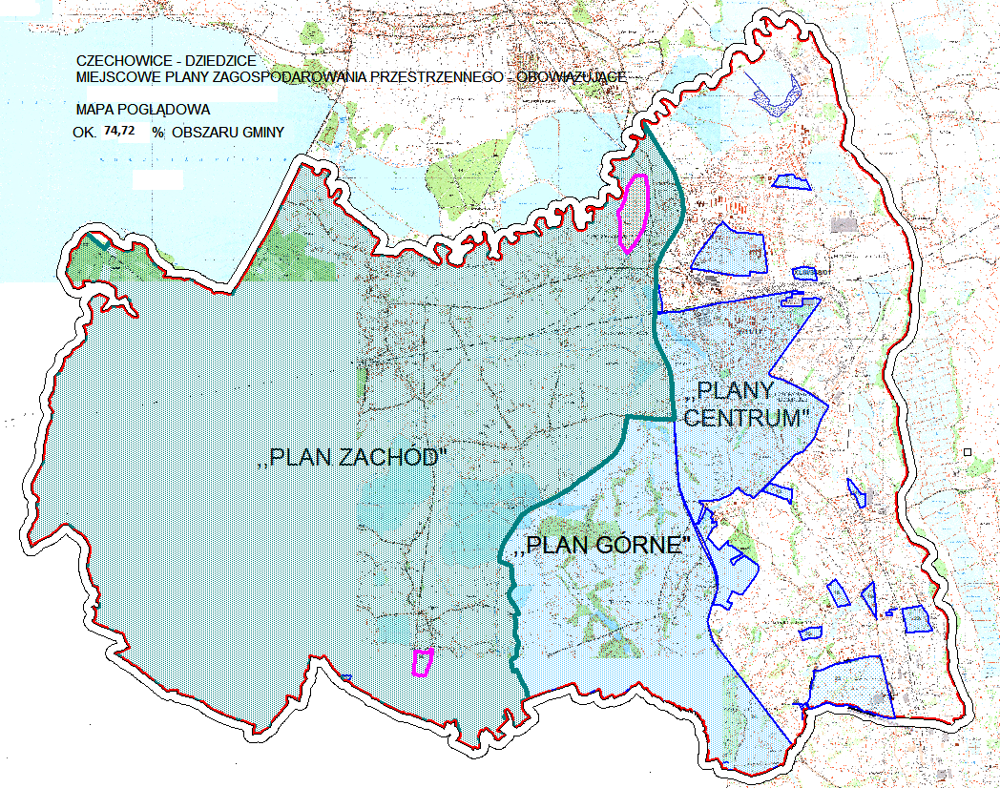 CZECHOWICE - DZIEDZICE
MIEJSCOWE PLANY ZAGOSPODAROWANIA PRZESTRZENNEGO - OBOWIĄZUJĄCE
MAPA POGLĄDOWA
OK. 74,72 % OBSZARU GMINY
,,PLANY
CENTRUM"
,,PLAN ZACHÓD"
,,PLAN GÓRNE"